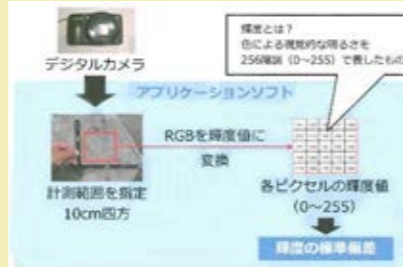 輝度とは？
色による視覚的な明るさを
256階調（0～255）で表したもの
デジタルカメラ
アプリケーションソフト
RGBを輝度値に
変換
計測範囲を指定
10cm四方
各ピクセルの輝度値
（0～255）
輝度の標準偏差